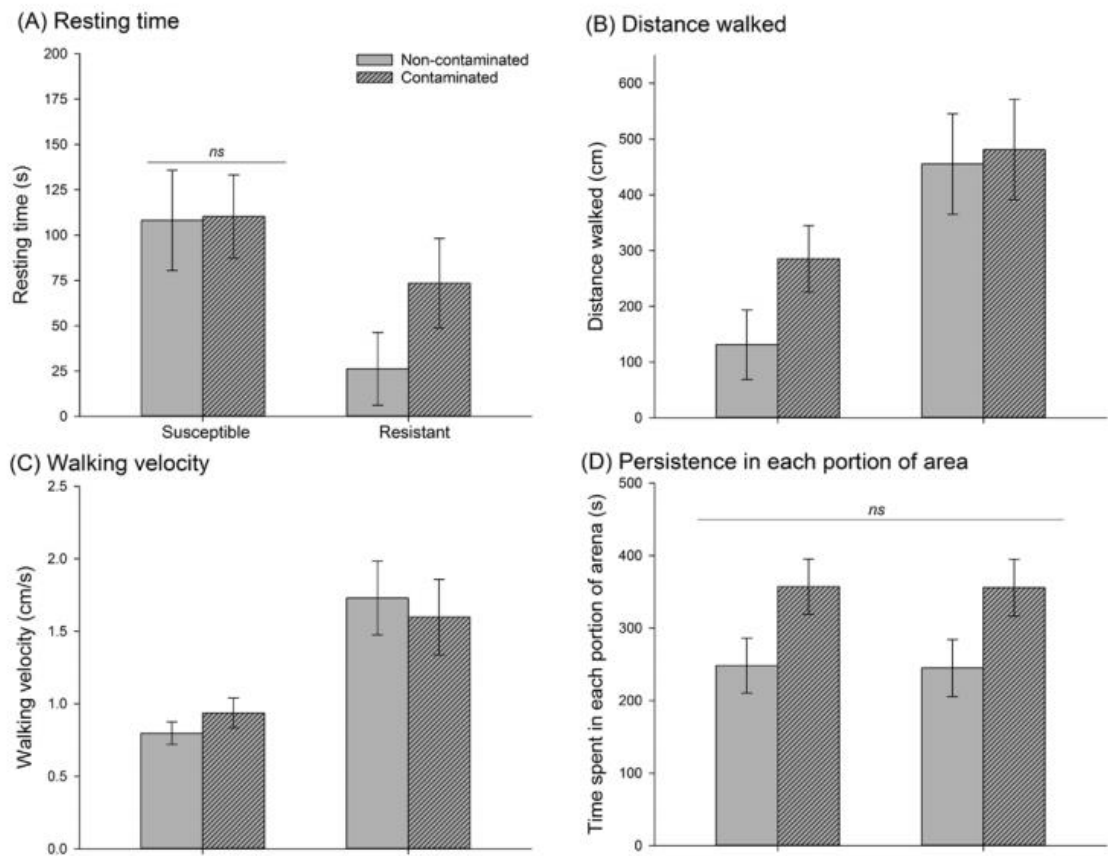 (A) Resting time
Resting time (s)
200
175
150
125
100
75
50
25
0
Non-contaminated
Contaminated
ns
Susceptible
Resistant
(B) Distance walked
Distance walked (cm)
600
500
400
300
200
100
0
(C) Walking velocity
Walking velocity (cm/s)
2.5
2.0
1.5
1.0
0.5
0.0
(D) Persistence in each portion of area
Time spent in each portion of arena (s)
500
400
300
200
100
0
ns